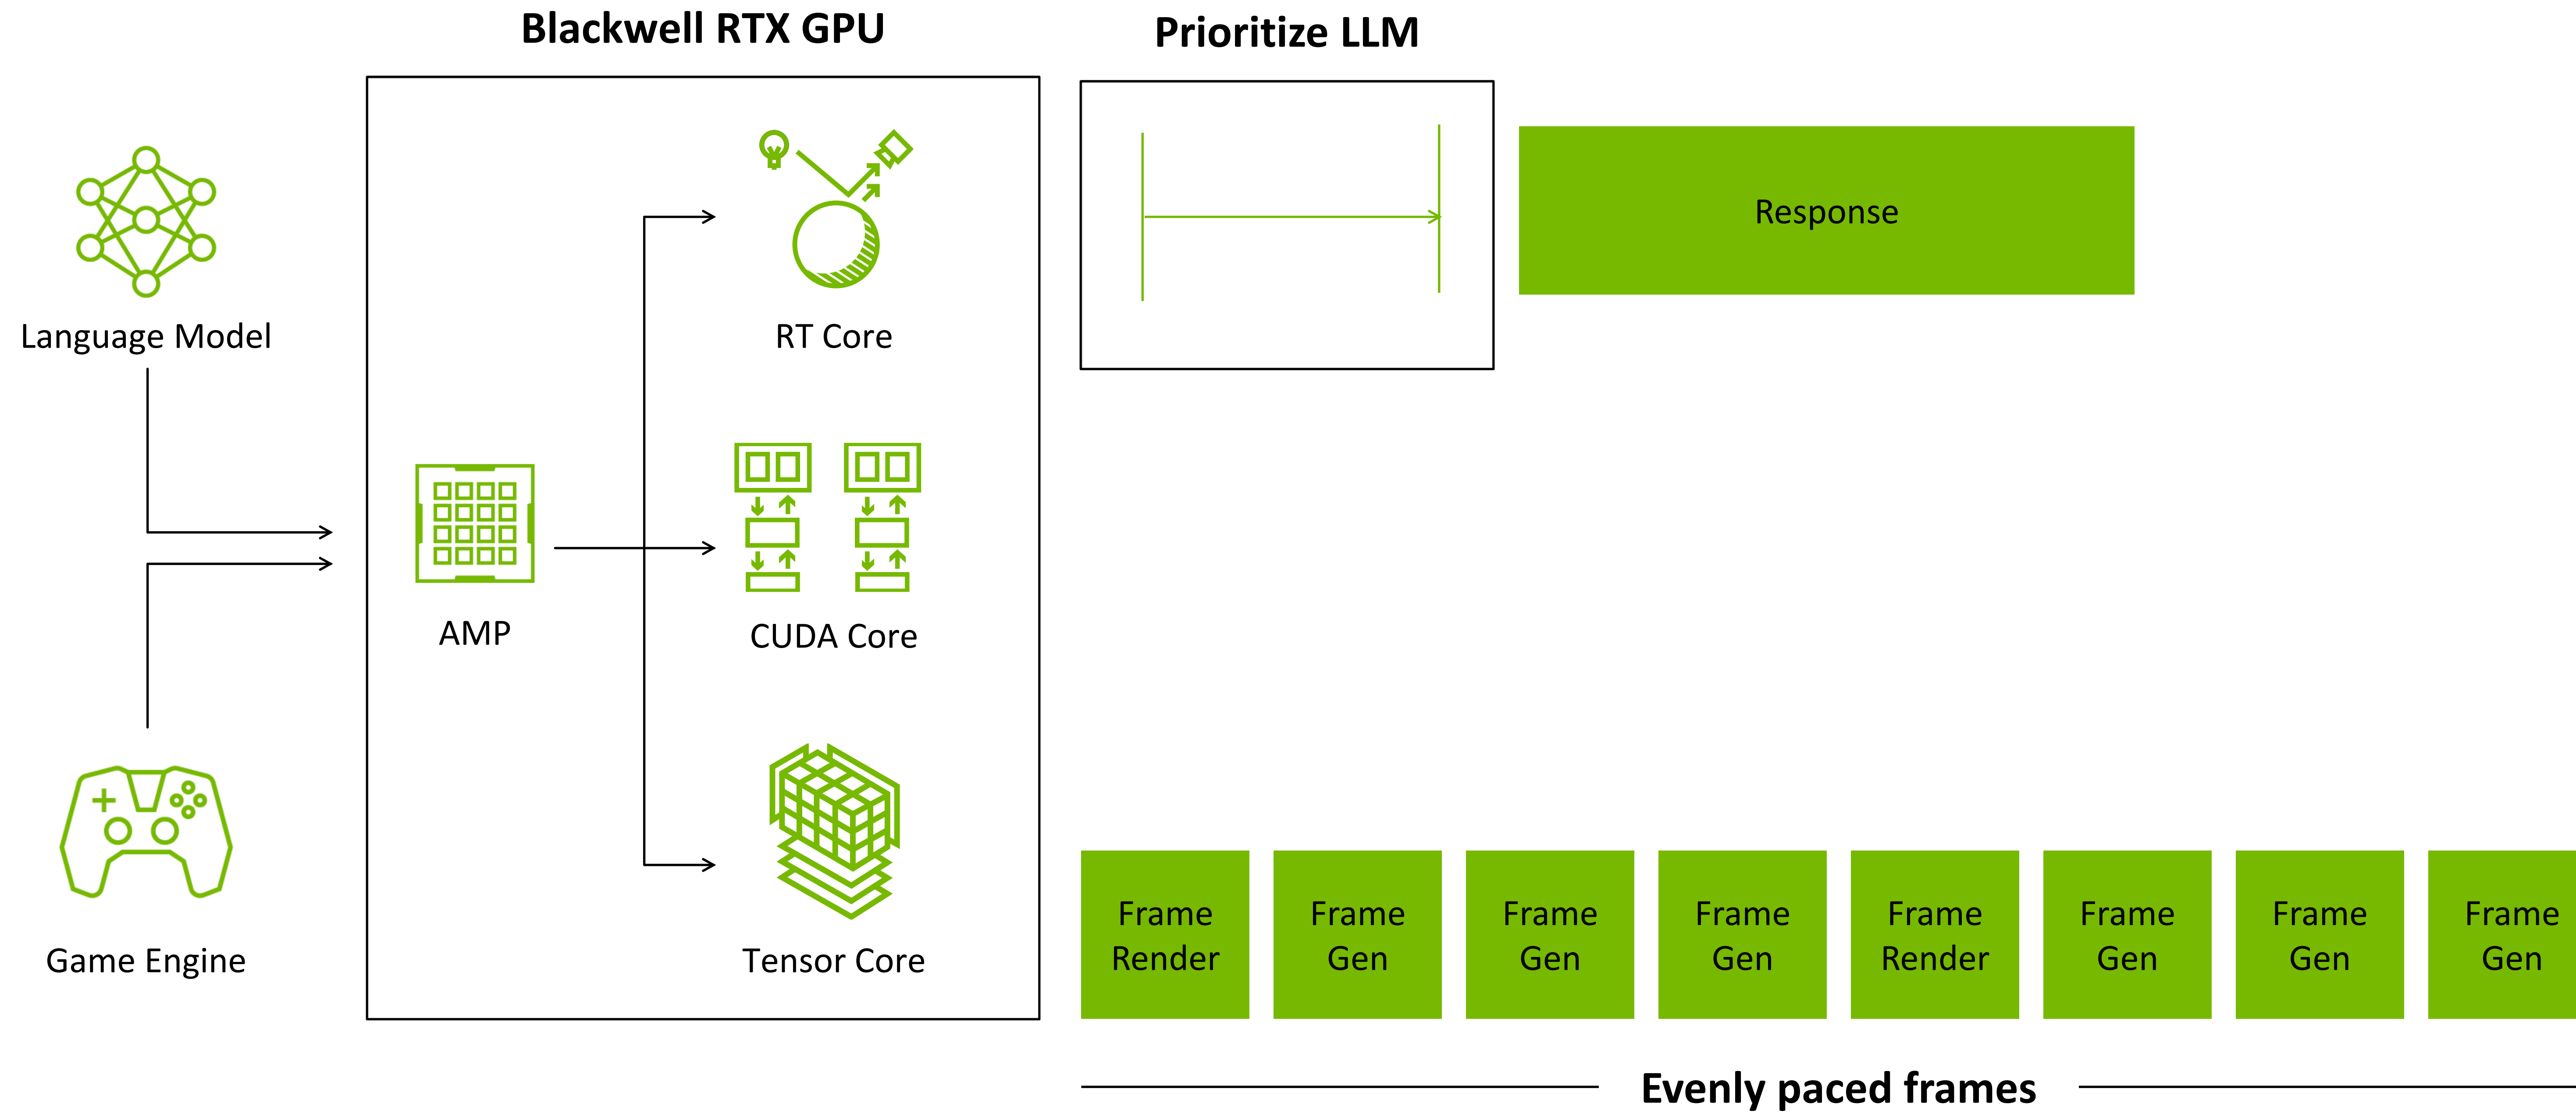 Blackwell RTX GPU
Prioritize LLM
Response
Language Model
RT Core
AMP
CUDA Core
Game Engine
Tensor Core
Frame
Render
Frame
Gen
Frame
Gen
Frame
Gen
Frame
Render
Frame
Gen
Frame
Gen
Frame
Gen
Evenly paced frames